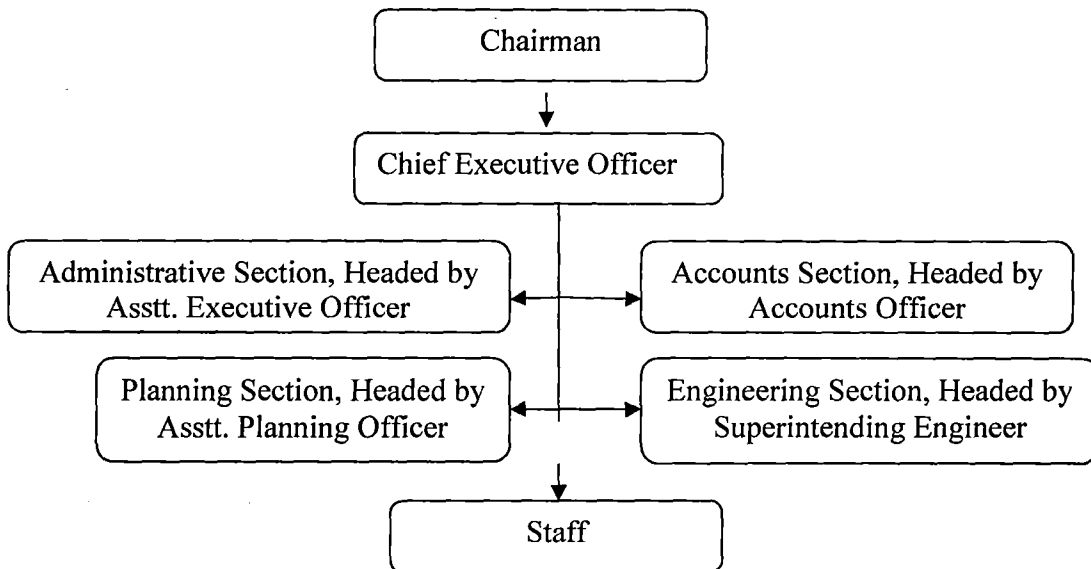 Chairman
Chief Executive Officer
Administrative Section, Headed by
Asstt. Executive Officer
Accounts Section, Headed by
Accounts Officer
Planning Section, Headed by
Asstt. Planning Officer
Engineering Section, Headed by
Superintending Engineer
Staff